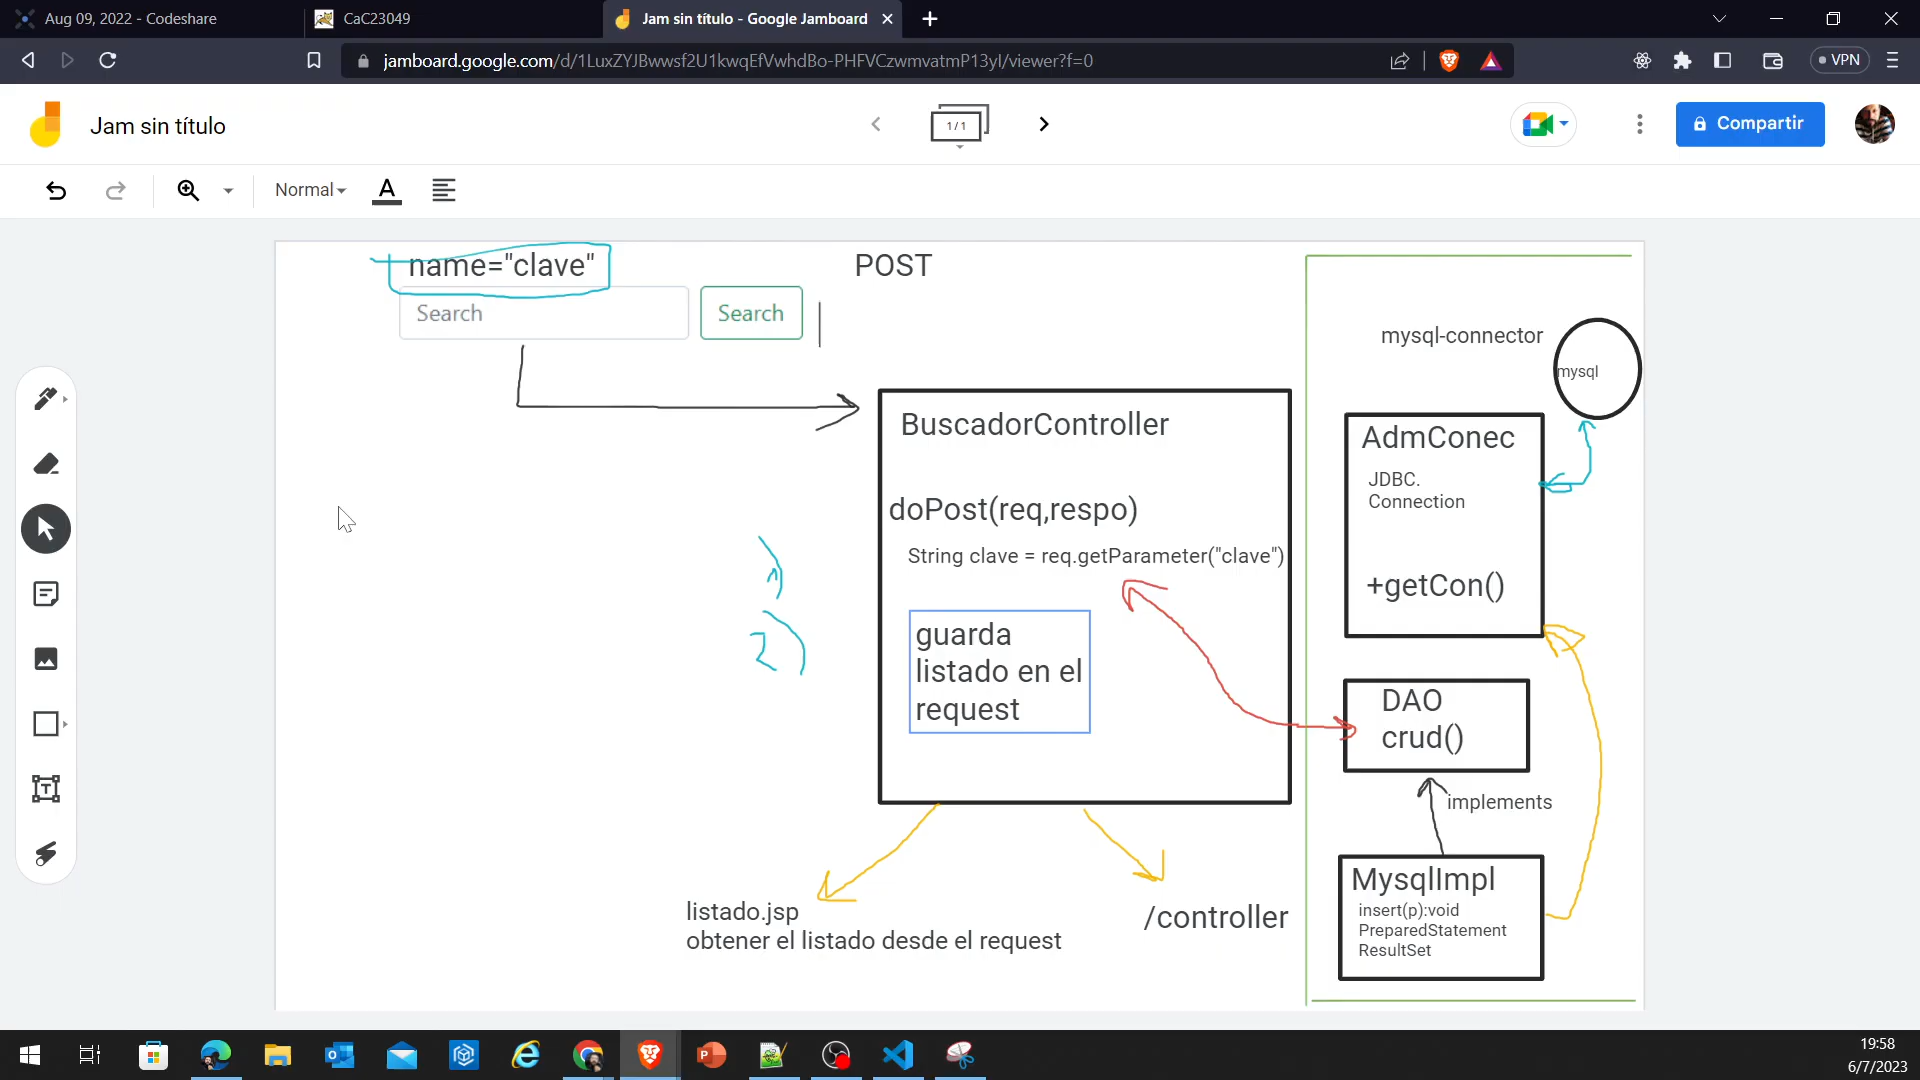 Aug 09, 2022 - Codeshare
CaC23049
Jam sin título - Google Jamboard
jamboard.google.com/d/1LuxZYJBwwsf2U1kwqEfVwhdBo-PHFVCzwmvatmP13yI/viewer?f=0
VPN
Jam sin título
1 / 1
Compartir
Normal
A
name="clave"
POST
Search
Search
mysql-connector
mysql
BuscadorController
AdmConec
JDBC.
Connection
doPost(req,respo)
String clave = req.getParameter("clave")
+getCon()
1)
2)
guarda
listado en el
request
DAO
crud()
implements
MysqlImpl
insert(p):void
PreparedStatement
ResultSet
listado.jsp
obtener el listado desde el request
/controller
19:58
6/7/2023